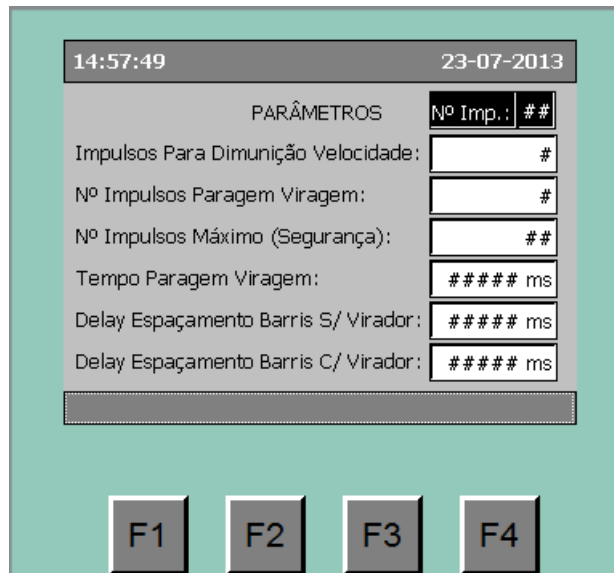 14:57:49 23-07-2013
PARÂMETROS Nº Imp.: ##
Impulsos Para Dimunição Velocidade: #
Nº Impulsos Paragem Viragem: #
Nº Impulsos Máximo (Segurança): ##
Tempo Paragem Viragem: ##### ms
Delay Espaçamento Barris S/ Virador: ##### ms
Delay Espaçamento Barris C/ Virador: ##### ms
F1 F2 F3 F4